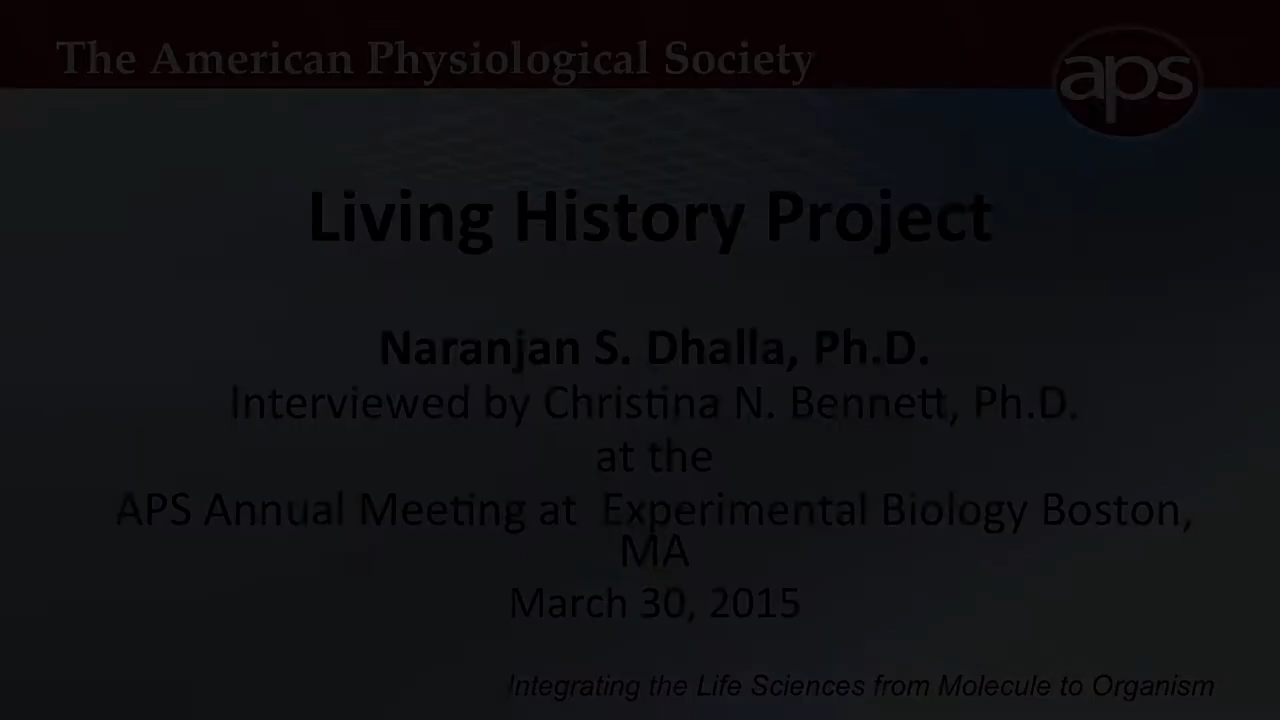 The American Physiological Society
aps
Living History Project
Naranjan S. Dhalla, Ph.D.
Interviewed by Christina N. Bennett, Ph.D.
at the
APS Annual Meeting at Experimental Biology Boston,
MA
March 30, 2015
Integrating the Life Sciences from Molecule to Organism